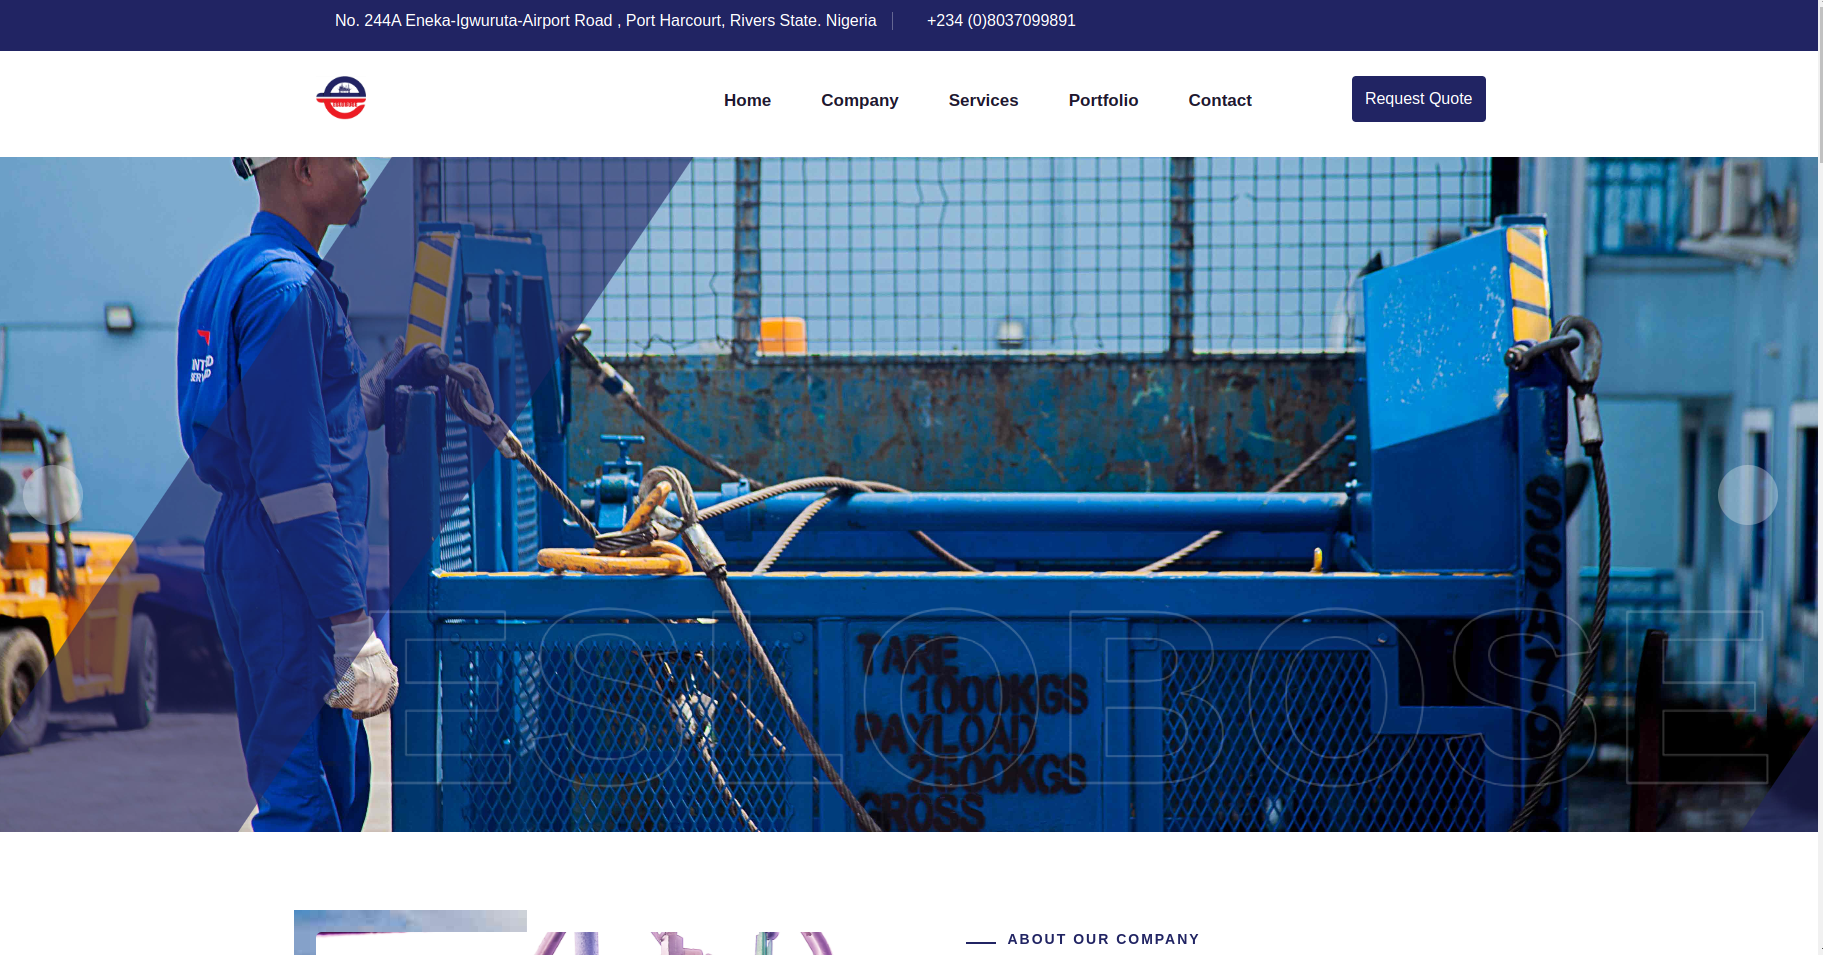 No. 244A Eneka-Igwuruta-Airport Road , Port Harcourt, Rivers State. Nigeria
+234 (0)8037099891
Home
Company
Services
Portfolio
Contact
Request Quote
ESLOBOSE
TARE
1000KGS
PAYLOAD
2500KGS
GROSS
ABOUT OUR COMPANY